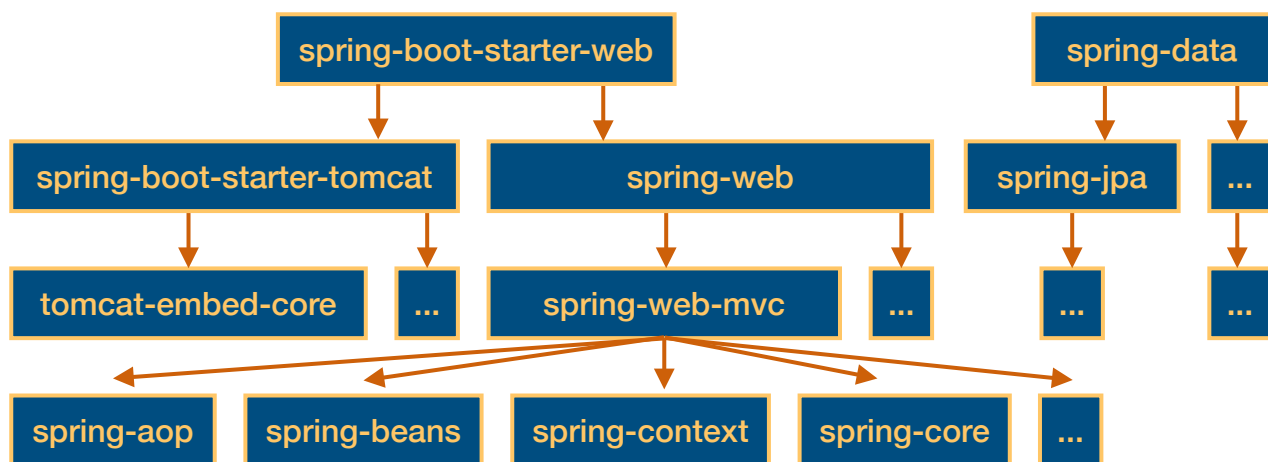 spring-boot-starter-web
spring-data
spring-boot-starter-tomcat
spring-web
spring-jpa
...
tomcat-embed-core
...
spring-web-mvc
...
...
...
spring-aop
spring-beans
spring-context
spring-core
...